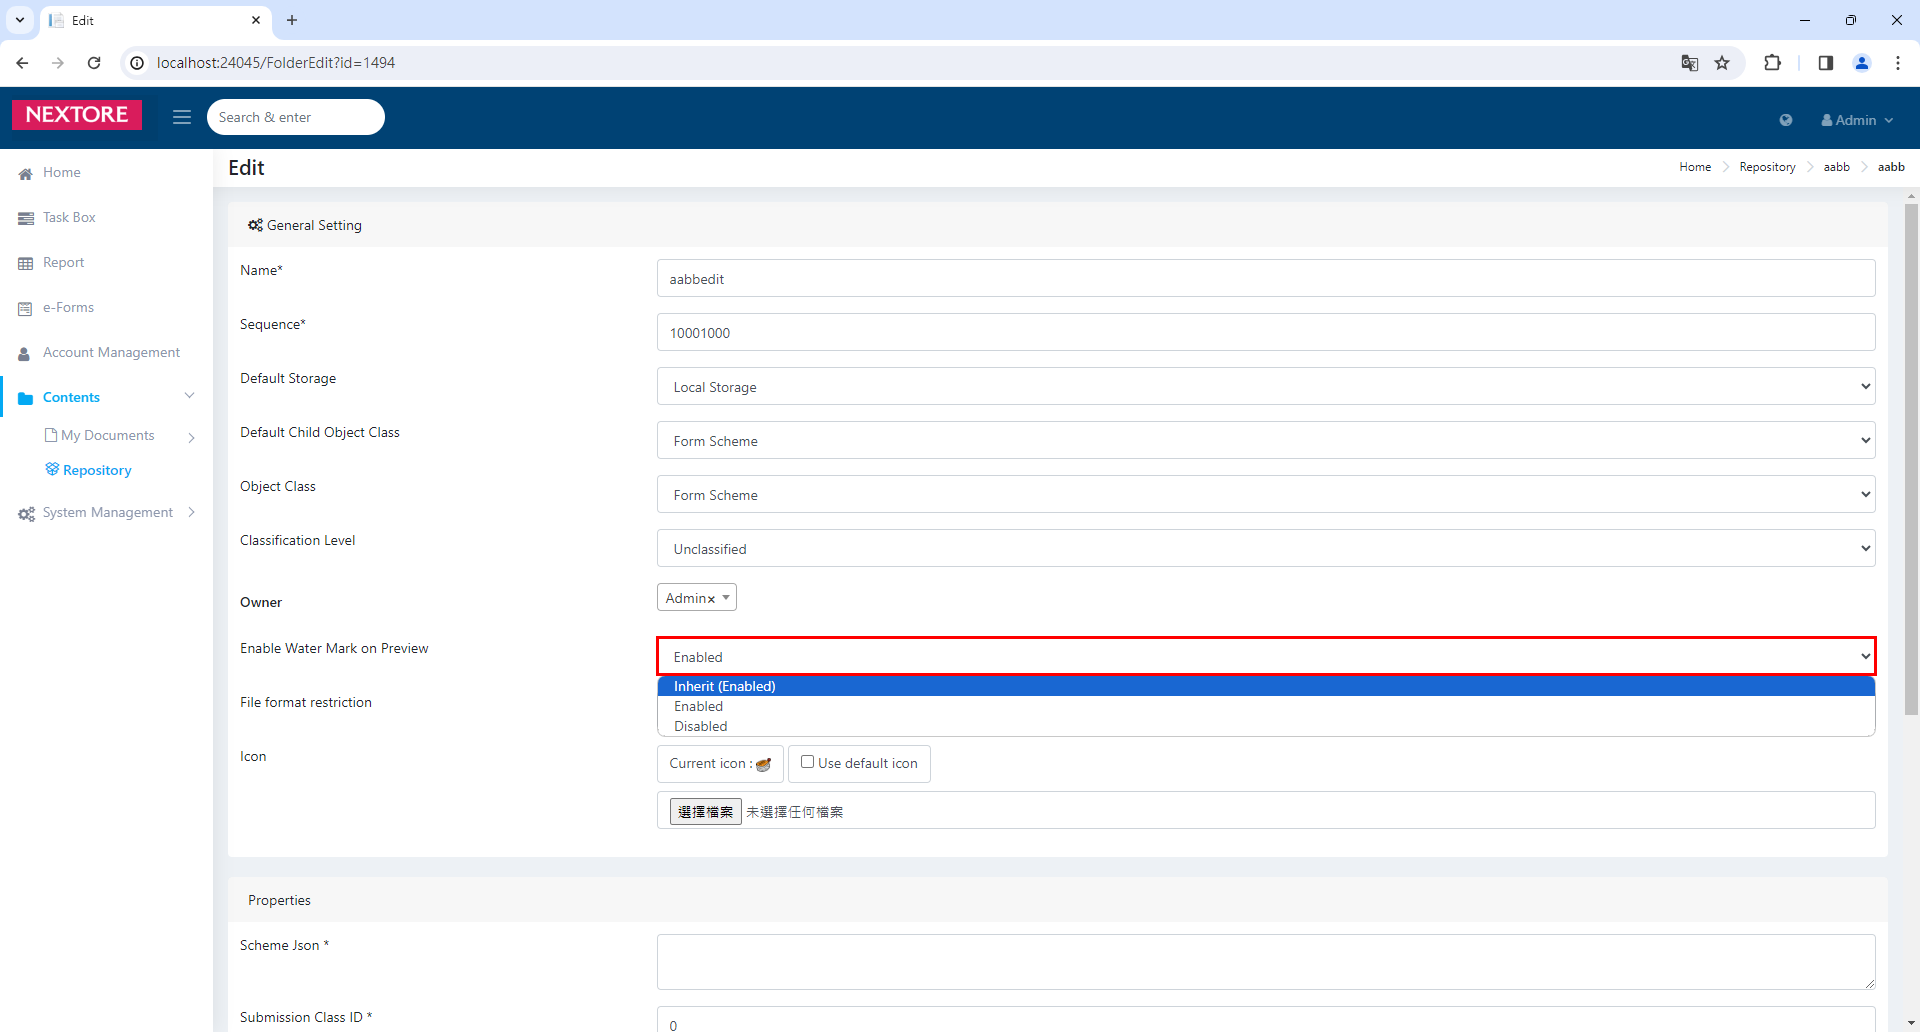 Edit
localhost:24045/FolderEdit?id=1494
NEXTORE
Search & enter
Admin
Home
Task Box
Report
e-Forms
Account Management
Contents
My Documents
Repository
System Management
Edit
Home Repository aabb aabb
General Setting
Name*
aabbedit
Sequence*
10001000
Default Storage
Local Storage
Default Child Object Class
Form Scheme
Object Class
Form Scheme
Classification Level
Unclassified
Owner
Admin×
Enable Water Mark on Preview
Enabled
Inherit (Enabled)
Enabled
Disabled
File format restriction
Icon
Current icon :
Use default icon
選擇檔案 未選擇任何檔案
Properties
Scheme Json *
Submission Class ID *
0